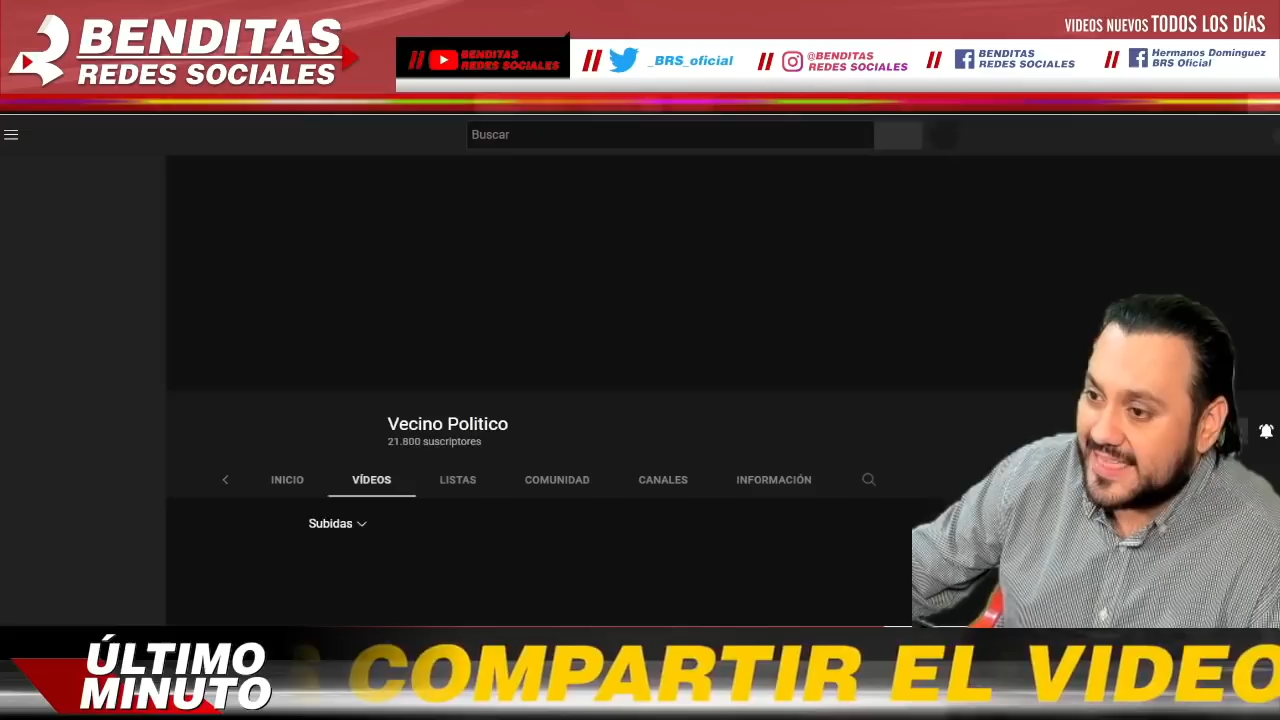 BENDITAS
REDES SOCIALES
VIDEOS NUEVOS TODOS LOS DÍAS
BENDITAS
REDES SOCIALES
_BRS_oficial
@BENDITAS
REDES SOCIALES
BENDITAS
REDES SOCIALES
Hermanos Dominguez
BRS Oficial
Buscar
Vecino Politico
21.800 suscriptores
INICIO
VÍDEOS
LISTAS
COMUNIDAD
CANALES
INFORMACIÓN
Subidas
ÚLTIMO
MINUTO
COMPARTIR EL VIDEO